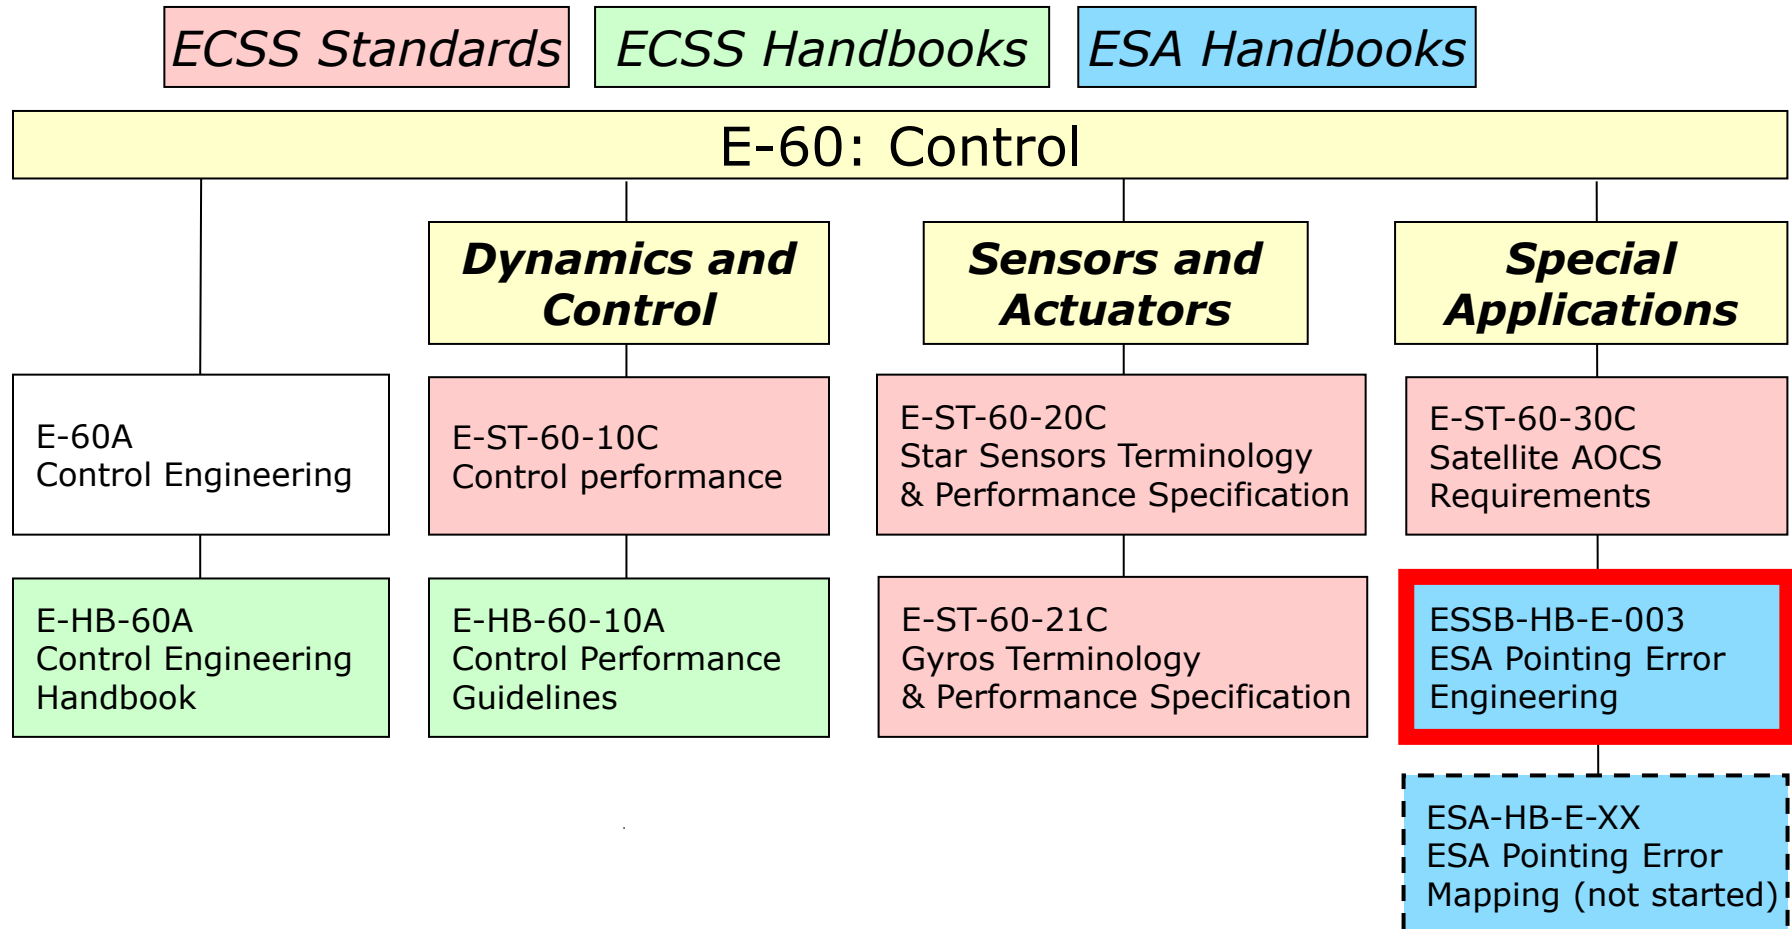 ECSS Standards
ECSS Handbooks
ESA Handbooks
E-60: Control
Dynamics and
Control
Sensors and
Actuators
Special
Applications
E-60A
Control Engineering
E-ST-60-10C
Control performance
E-ST-60-20C
Star Sensors Terminology
& Performance Specification
E-ST-60-30C
Satellite AOCS
Requirements
E-HB-60A
Control Engineering
Handbook
E-HB-60-10A
Control Performance
Guidelines
E-ST-60-21C
Gyros Terminology
& Performance Specification
ESSB-HB-E-003
ESA Pointing Error
Engineering
ESA-HB-E-XX
ESA Pointing Error
Mapping (not started)